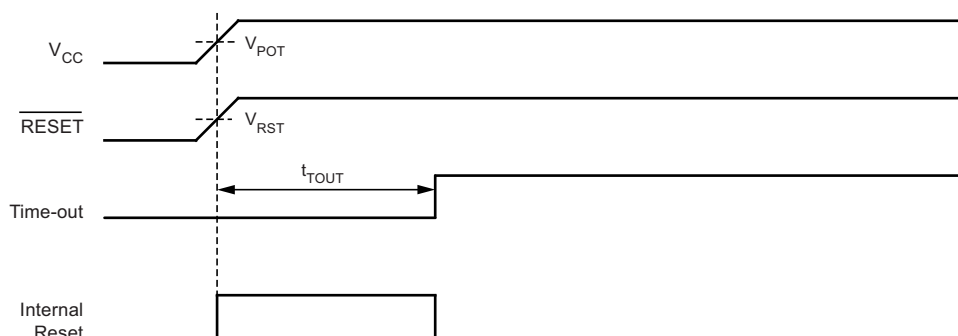 V_CC
V_POT
RESET
V_RST
t_TOUT
Time-out
Internal
Reset